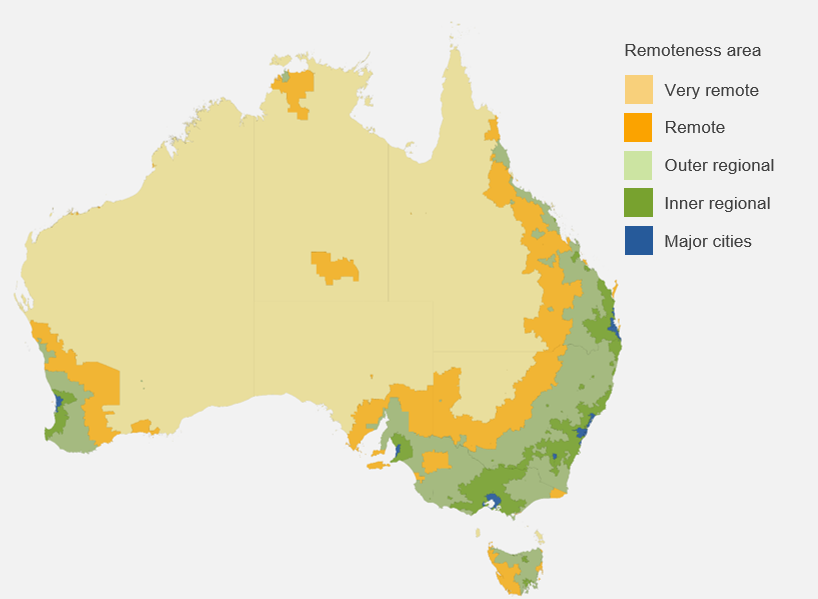 Remoteness area
Very remote
Remote
Outer regional
Inner regional
Major cities